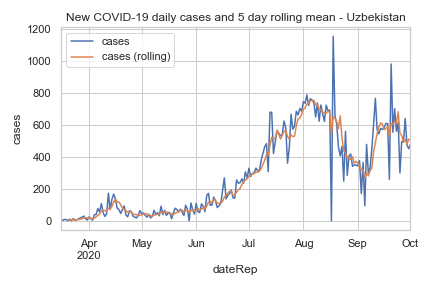 New COVID-19 daily cases and 5 day rolling mean - Uzbekistan
cases
cases (rolling)
1200
1000
800
600
400
200
0
cases
Apr
2020
May
Jun
Jul
Aug
Sep
Oct
dateRep